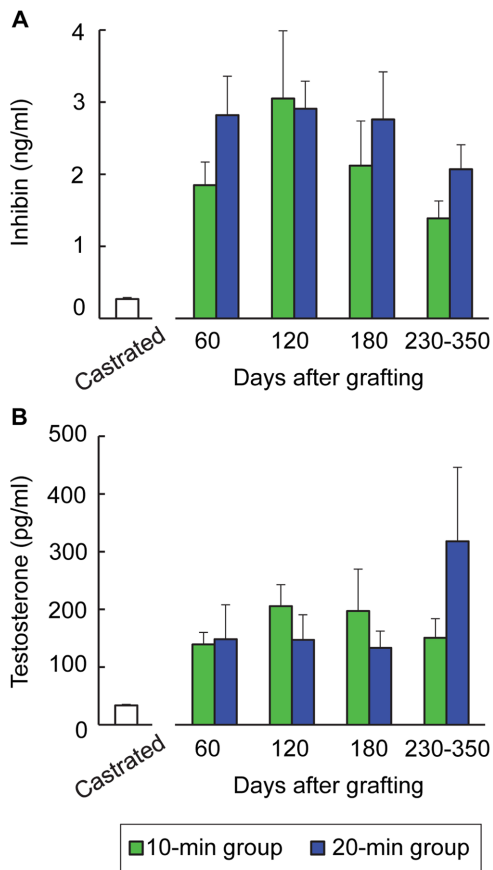 A
Inhibin (ng/ml)
4
3
2
1
0
Castrated
60 120 180 230-350
Days after grafting
B
Testosterone (pg/ml)
500
400
300
200
100
0
Castrated
60 120 180 230-350
Days after grafting
10-min group 20-min group